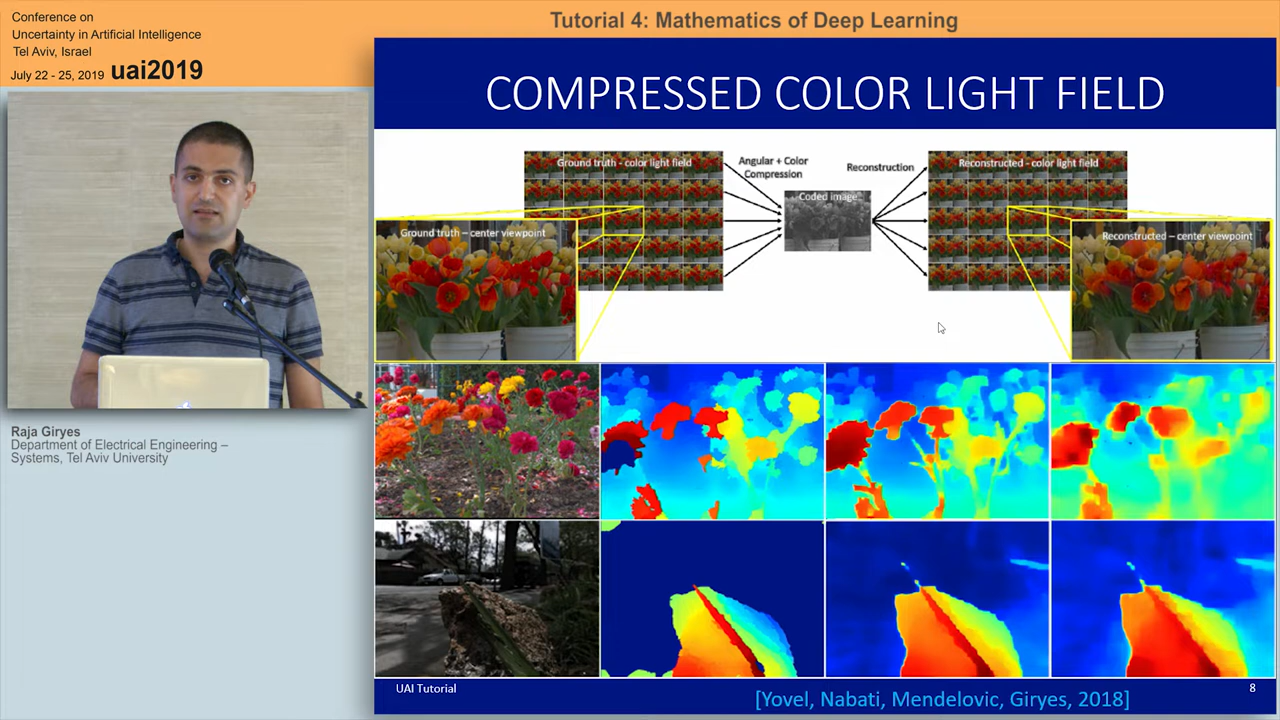 Conference on
Uncertainty in Artificial Intelligence
Tel Aviv, Israel
July 22 - 25, 2019 uai2019
Tutorial 4: Mathematics of Deep Learning
COMPRESSED COLOR LIGHT FIELD
Ground truth - color light field
Angular + Color
Compression
Reconstruction
Reconstructed - color light field
Coded image
Ground truth – center viewpoint
Reconstructed – center viewpoint
Raja Giryes
Department of Electrical Engineering –
Systems, Tel Aviv University
UAI Tutorial
8
[Yovel, Nabati, Mendelovic, Giryes, 2018]